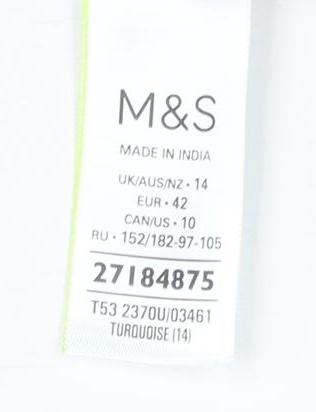 M&S
MADE IN INDIA
UK/AUS/NZ • 14
EUR • 42
CAN/US • 10
RU • 152/182-97-105
27184875
T53 2370U/03461
TURQUOISE (14)